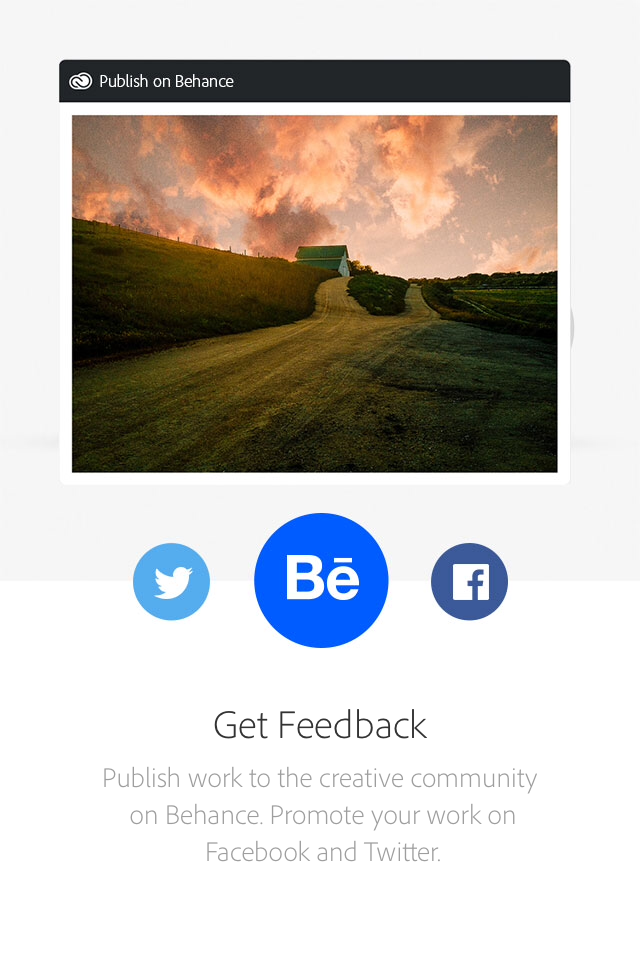 Publish on Behance
Bē
Get Feedback
Publish work to the creative community
on Behance. Promote your work on
Facebook and Twitter.